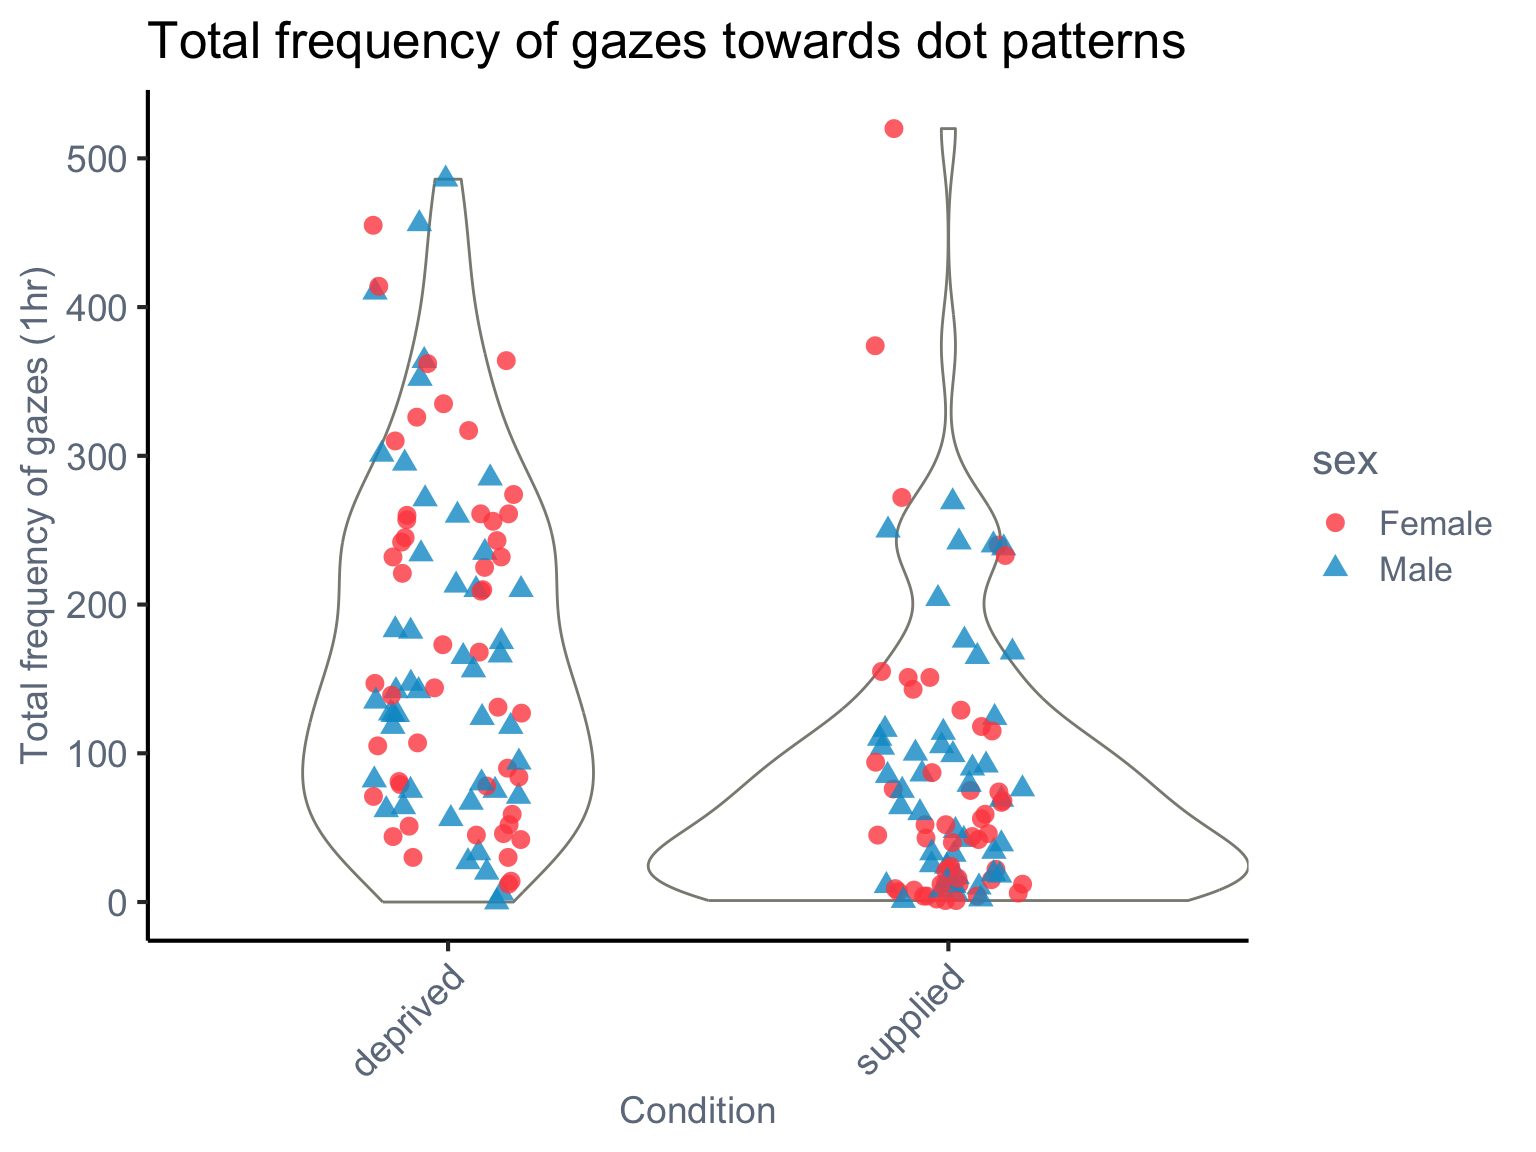 Total frequency of gazes towards dot patterns
Total frequency of gazes (1hr)
500
400
300
200
100
0
deprived
supplied
Condition
sex
Female
Male